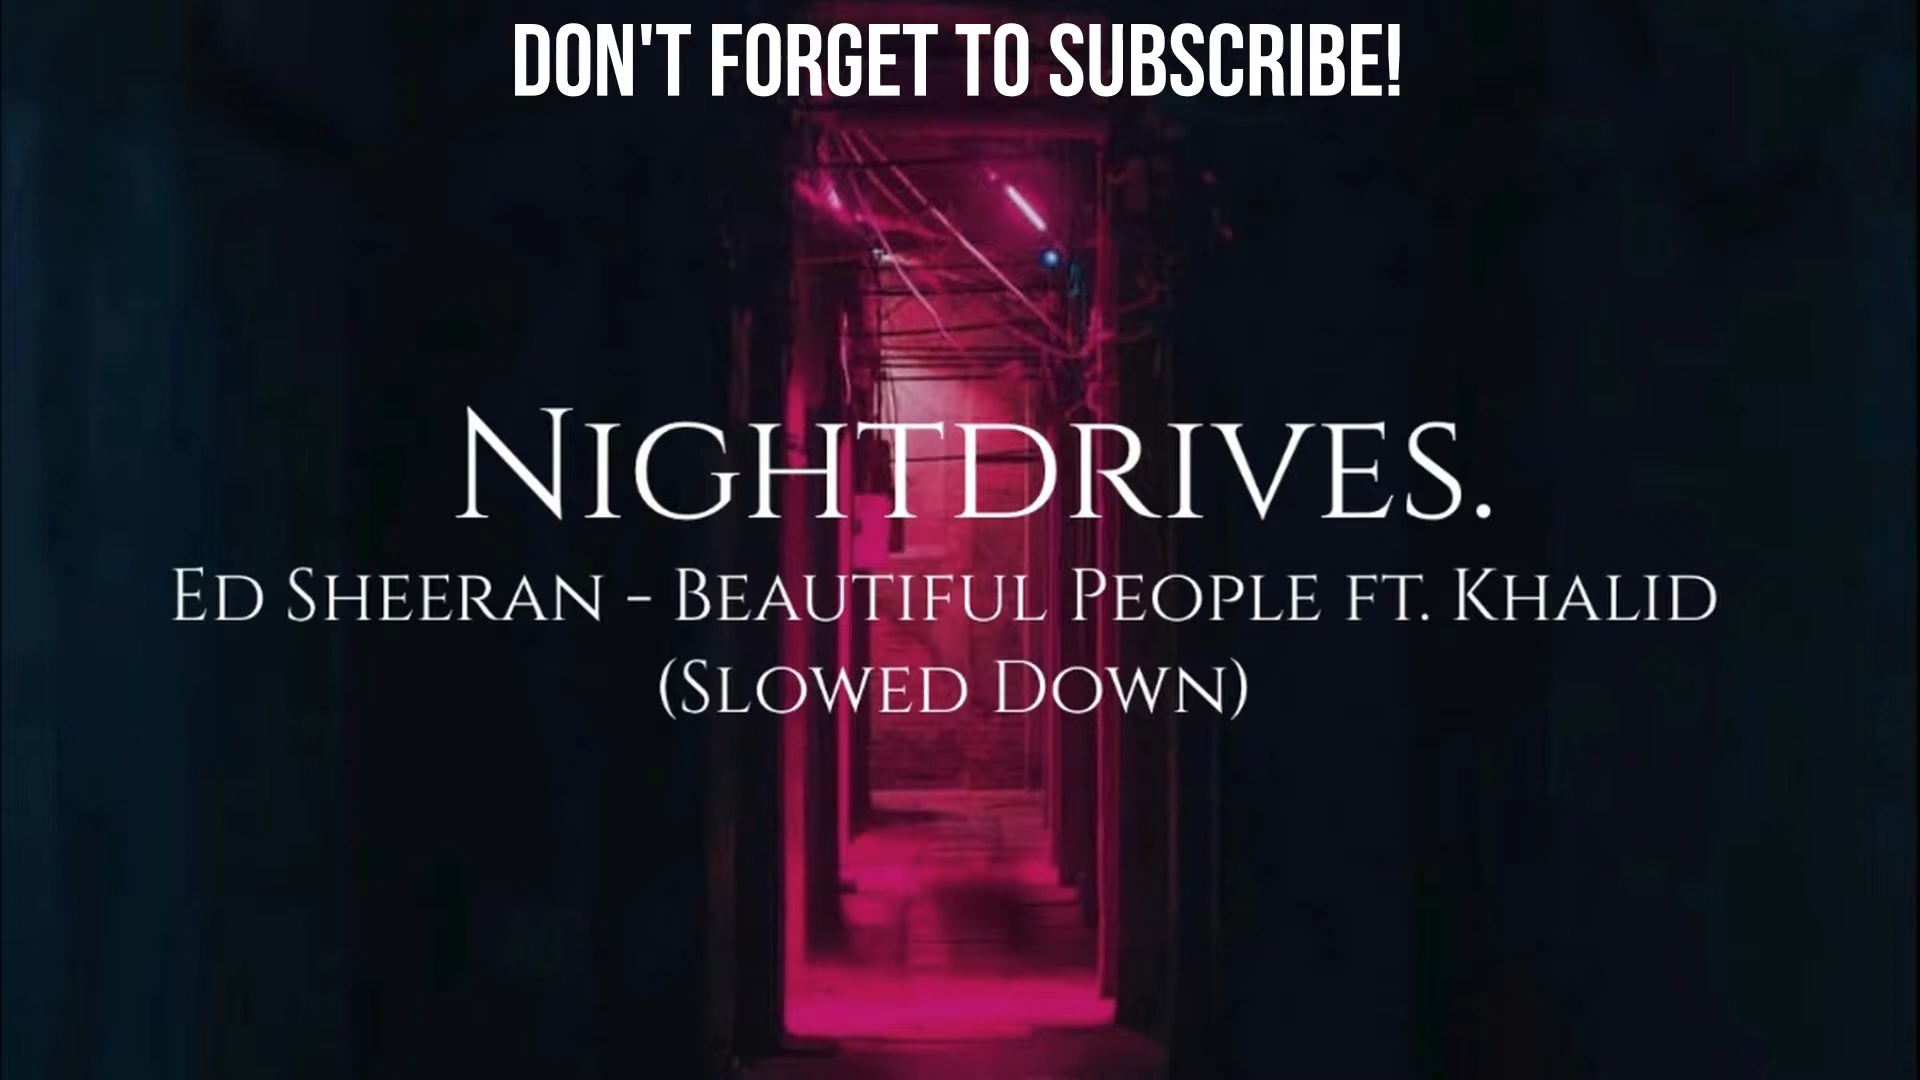 DON'T FORGET TO SUBSCRIBE!
NIGHTDRIVES.
ED SHEERAN - BEAUTIFUL PEOPLE FT. KHALID
(SLOWED DOWN)